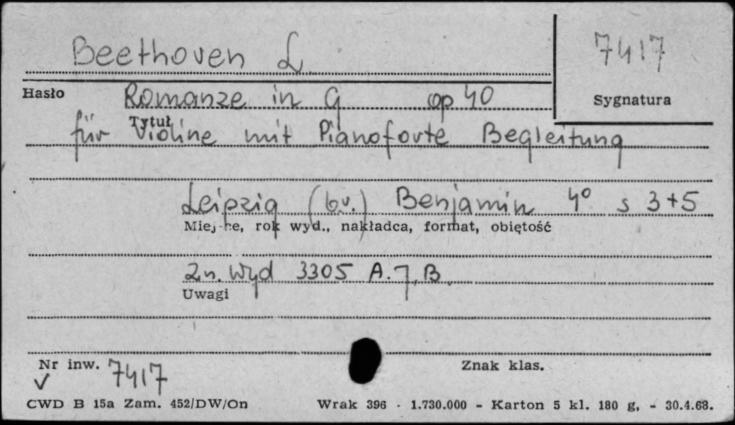 Beethoven L.
7417
Hasło
Romanze in G op 40
Sygnatura
Tytuł
für Violine mit Pianoforte Begleitung
Leipzig (b.v.) Benjamin 4° s 3+5
Miejsce, rok wyd., nakładca, format, objętość
Zn. wyd 3305 A.J.B.
Uwagi
Nr inw. 7417
Znak klas.
CWD B 15a Zam. 452/DW/On Wrak 396 - 1.730.000 - Karton 5 kl. 180 g, - 30.4.68.